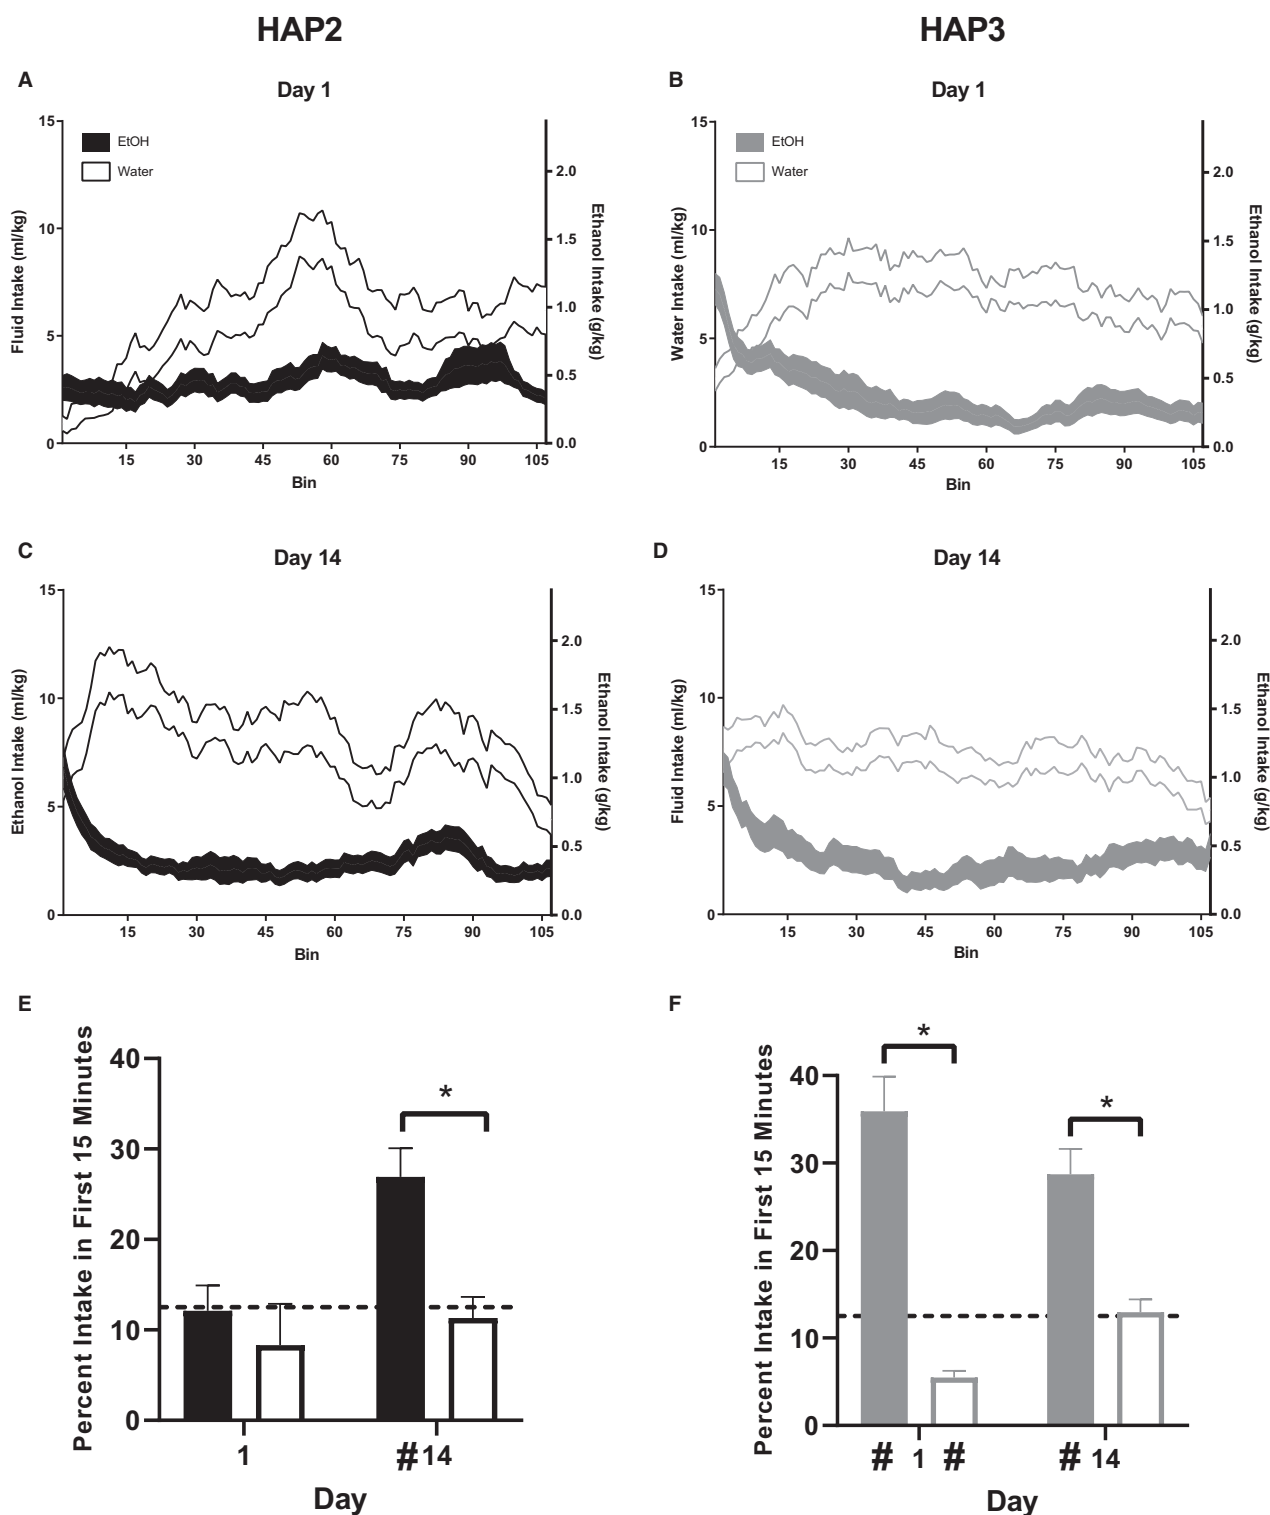 HAP2
HAP3
A
Day 1
EtOH
Water
Fluid Intake (ml/kg)
15
10
5
0
15 30 45 60 75 90 105
Bin
2.0
1.5
1.0
0.5
0.0
Ethanol Intake (g/kg)
B
Day 1
EtOH
Water
Water Intake (ml/kg)
15
10
5
0
15 30 45 60 75 90 105
Bin
2.0
1.5
1.0
0.5
0.0
Ethanol Intake (g/kg)
C
Day 14
Ethanol Intake (ml/kg)
15
10
5
0
15 30 45 60 75 90 105
Bin
2.0
1.5
1.0
0.5
0.0
Ethanol Intake (g/kg)
D
Day 14
Fluid Intake (ml/kg)
15
10
5
0
15 30 45 60 75 90 105
Bin
2.0
1.5
1.0
0.5
0.0
Ethanol Intake (g/kg)
E
Percent Intake in First 15 Minutes
40
30
20
10
0
*
1 #14
Day
F
Percent Intake in First 15 Minutes
40
30
20
10
0
*
*
# 1 # # 14
Day